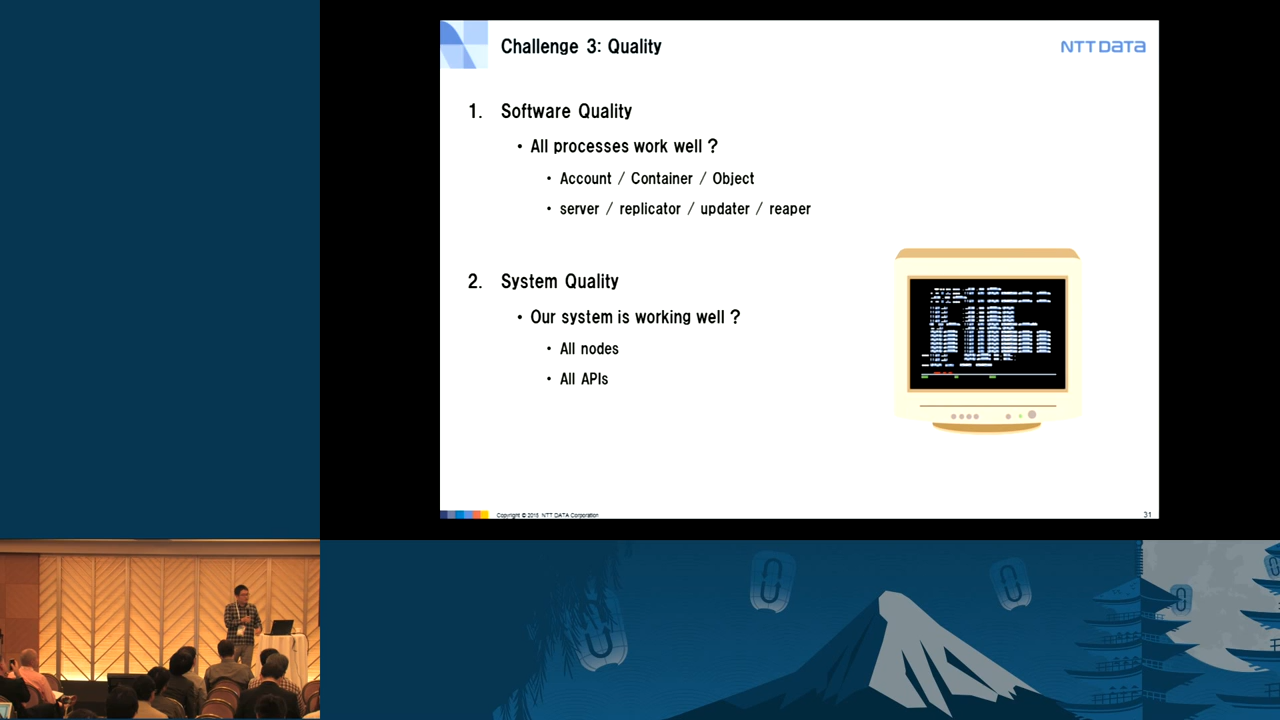 Challenge 3: Quality
NTT DATA
1. Software Quality
• All processes work well ?
• Account / Container / Object
• server / replicator / updater / reaper
2. System Quality
• Our system is working well ?
• All nodes
• All APIs
Copyright © 2015 NTT DATA Corporation
31